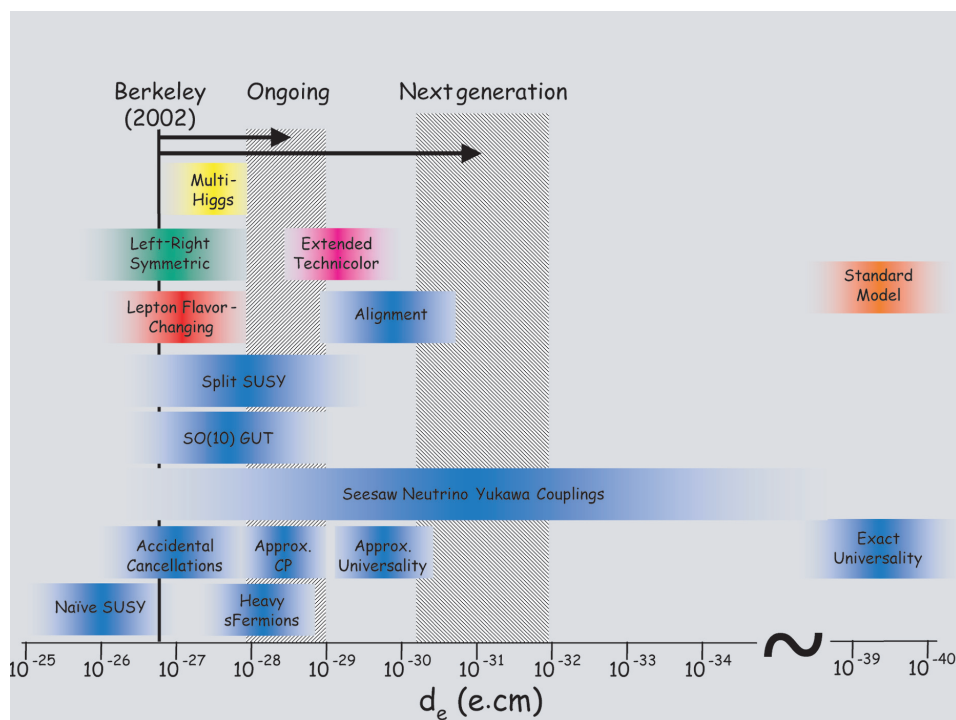 Berkeley
(2002)
Ongoing
Next generation
Multi-
Higgs
Left-Right
Symmetric
Extended
Technicolor
Standard
Model
Lepton Flavor-
Changing
Alignment
Split SUSY
SO(10) GUT
Seesaw Neutrino Yukawa Couplings
Accidental
Cancellations
Approx.
CP
Approx.
Universality
Exact
Universality
Naïve SUSY
Heavy
sFermions
~
10⁻²⁵ 10⁻²⁶ 10⁻²⁷ 10⁻²⁸ 10⁻²⁹ 10⁻³⁰ 10⁻³¹ 10⁻³² 10⁻³³ 10⁻³⁴ 10⁻³⁹ 10⁻⁴⁰
dₑ (e.cm)